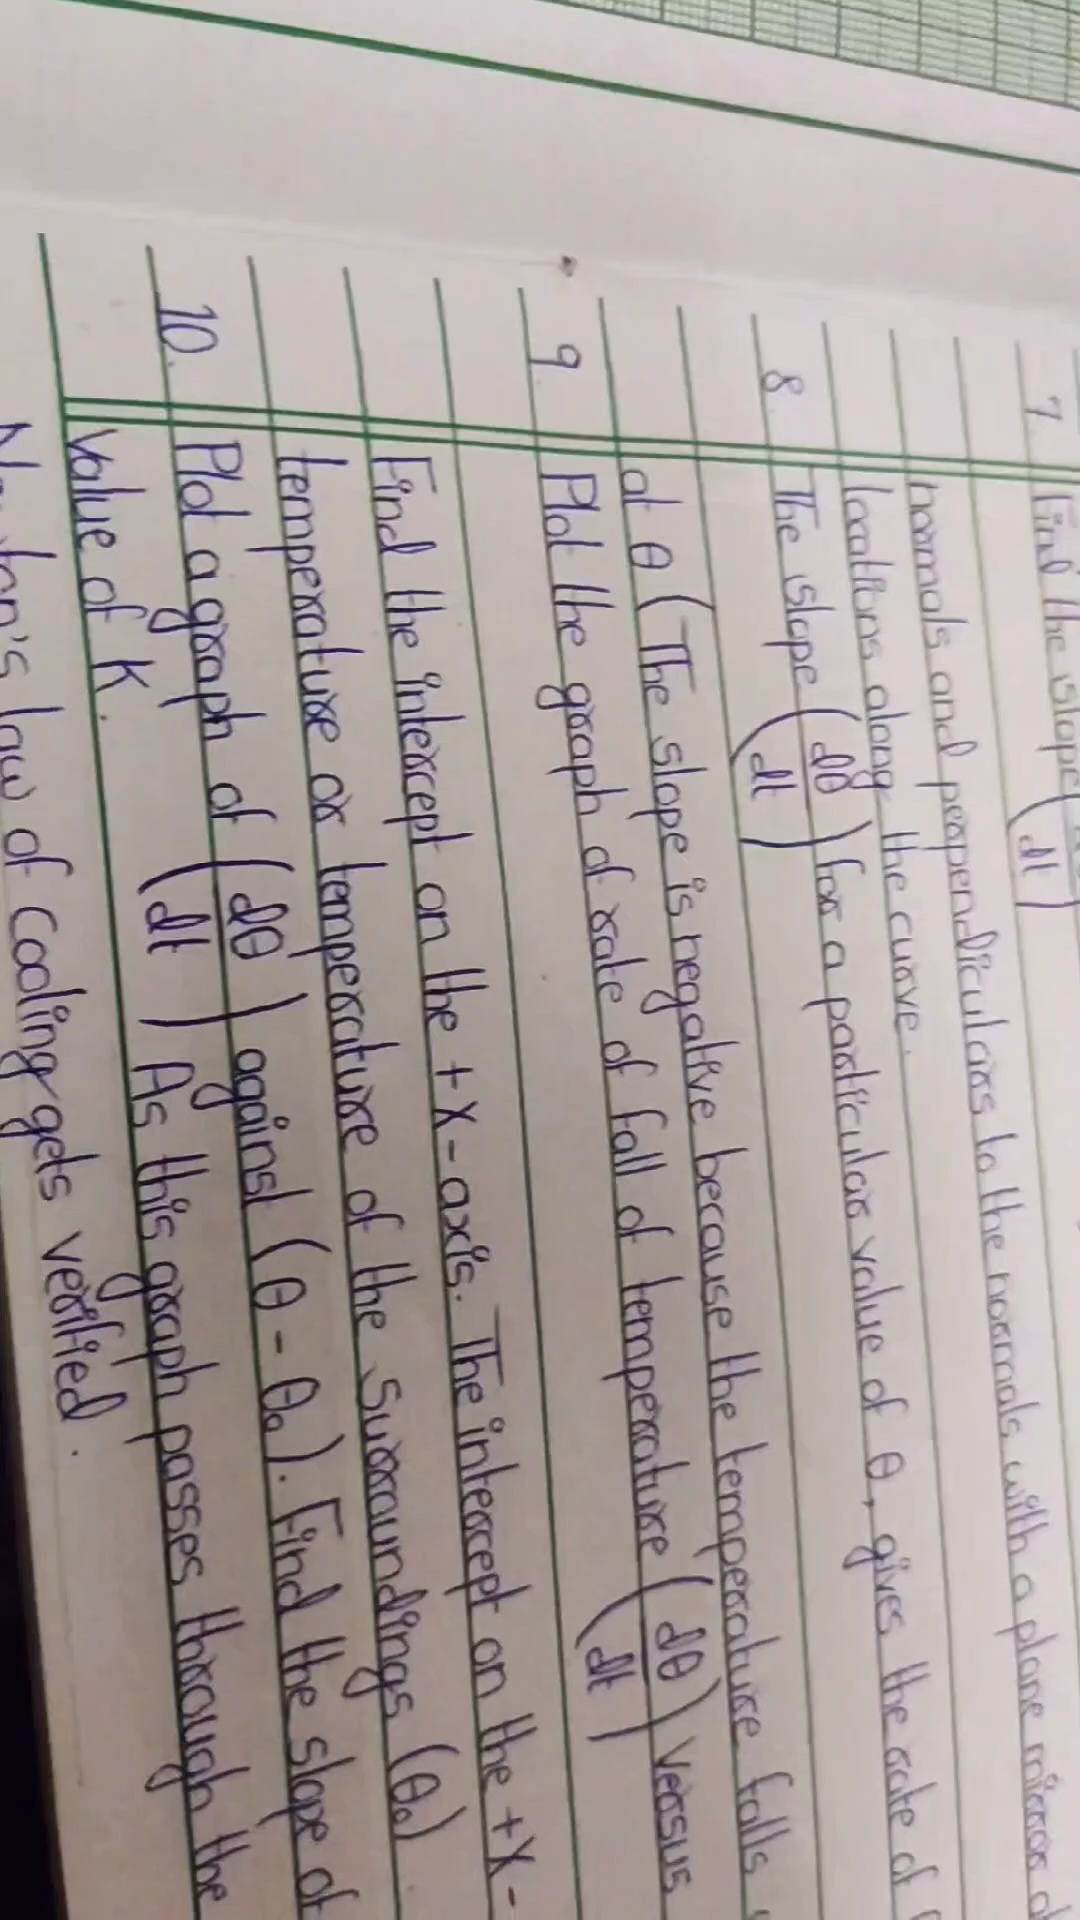 7. Find the slope (dθ/dt)
normals and perpendiculars to the normals with a plane mirror
locations along the curve.
8. The slope (dθ/dt) for a particular value of θ, gives the rate of
at θ (The slope is negative because the temperature falls
9. Plot the graph of rate of fall of temperature (dθ/dt) versus
Find the intercept on the +X-axis. The intercept on the +X-
temperature or temperature of the surroundings (θ₀)
10. Plot a graph of (dθ/dt) against (θ - θ₀). Find the slope of
Value of K. As this graph passes through the
Newton's law of Cooling gets verified.